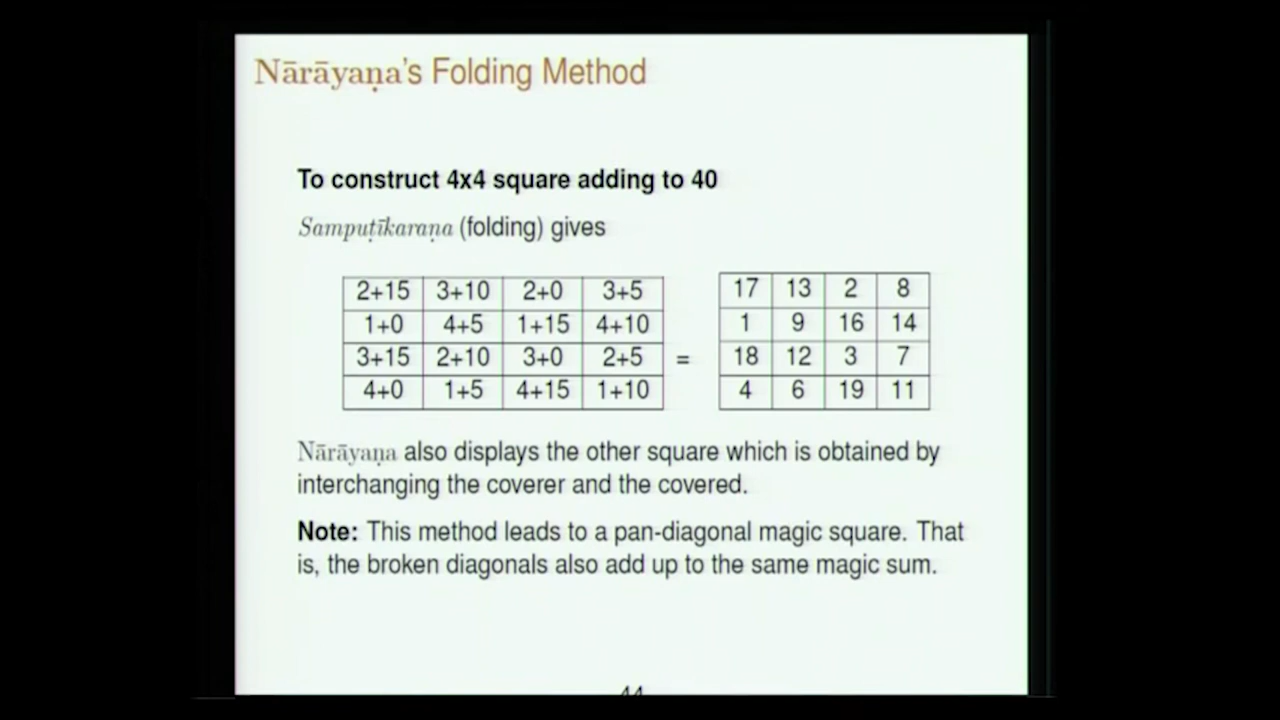 Nārāyaṇa's Folding Method
To construct 4x4 square adding to 40
Sampuṭīkaraṇa (folding) gives
2+15 3+10 2+0 3+5
1+0 4+5 1+15 4+10
3+15 2+10 3+0 2+5
4+0 1+5 4+15 1+10
=
17 13 2 8
1 9 16 14
18 12 3 7
4 6 19 11
Nārāyaṇa also displays the other square which is obtained by
interchanging the coverer and the covered.
Note: This method leads to a pan-diagonal magic square. That
is, the broken diagonals also add up to the same magic sum.
44